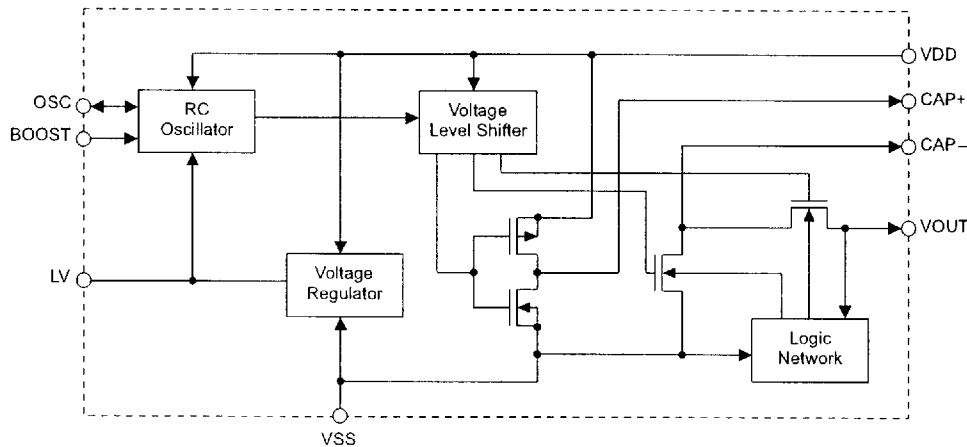 VDD
OSC
RC
Oscillator
Voltage
Level Shifter
CAP+
BOOST
CAP–
VOUT
LV
Voltage
Regulator
Logic
Network
VSS